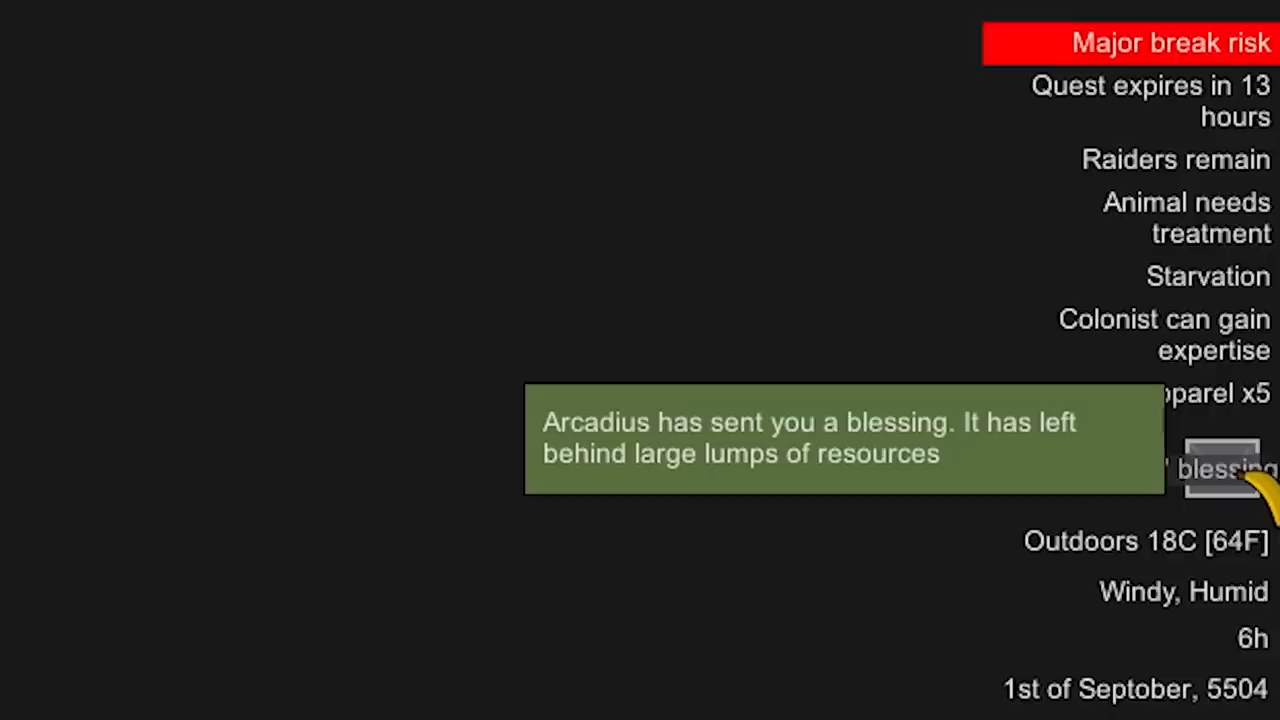 Major break risk
Quest expires in 13
hours
Raiders remain
Animal needs
treatment
Starvation
Colonist can gain
expertise
x5
Arcadius has sent you a blessing. It has left
behind large lumps of resources
blessing
Outdoors 18C [64F]
Windy, Humid
6h
1st of Septober, 5504